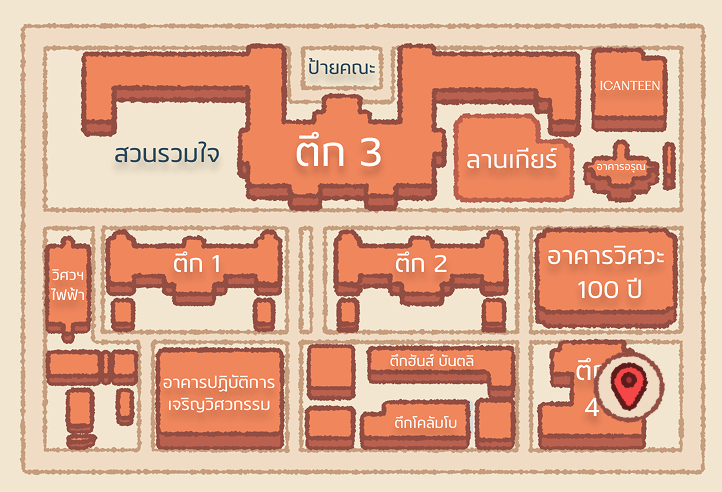 ป้ายคณะ
ICANTEEN
สวนรวมใจ
ตึก 3
ลานเกียร์
อาคารอรุณ
วิศวฯ
ไฟฟ้า
ตึก 1
ตึก 2
อาคารวิศวะ
100 ปี
อาคารปฏิบัติการ
เจริญวิศวกรรม
ตึกฮันส์ บันตลิ
ตึกโคลัมโบ
ตึก
4